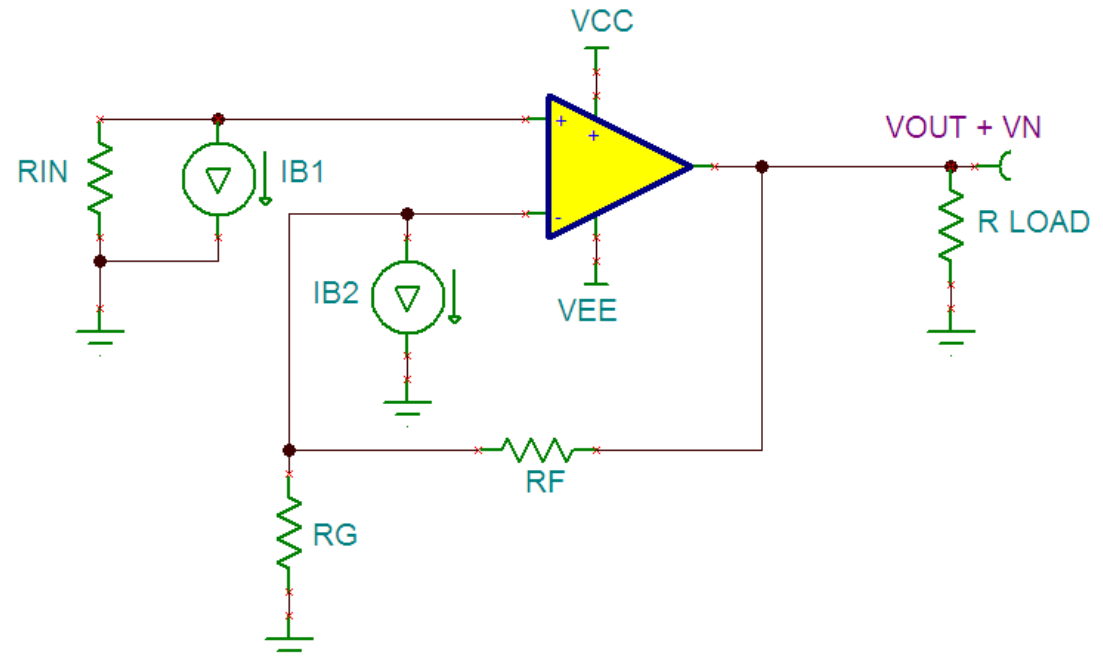 VCC
+
+
VOUT + VN
RIN
IB1
-
R LOAD
IB2
VEE
RF
RG